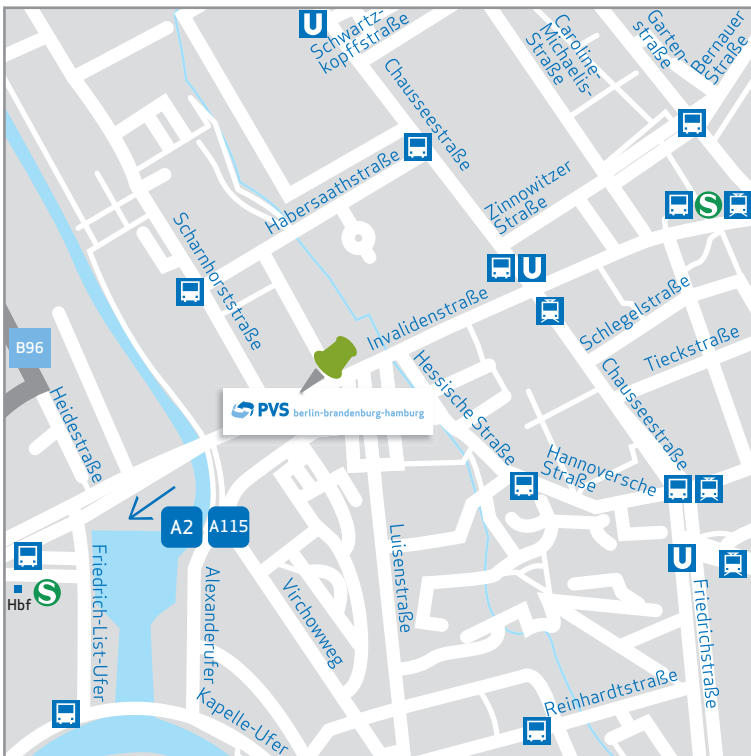 U
Schwartz-
kopffstraße
Chausseestraße
Caroline-
Michaelis-
Straße
Garten-
straße
Bernauer
Straße
Habersaathstraße
Zinnowitzer
Straße
S
Scharnhorststraße
U
Invalidenstraße
Schlegelstraße
Tieckstraße
B96
Heidestraße
PVS berlin-brandenburg-hamburg
Hessische Straße
Chausseestraße
Hannoversche
Straße
A2
A115
Luisenstraße
Friedrich-List-Ufer
Alexanderufer
Virchowweg
U
Friedrichstraße
Hbf
S
Kapelle-Ufer
Reinhardtstraße